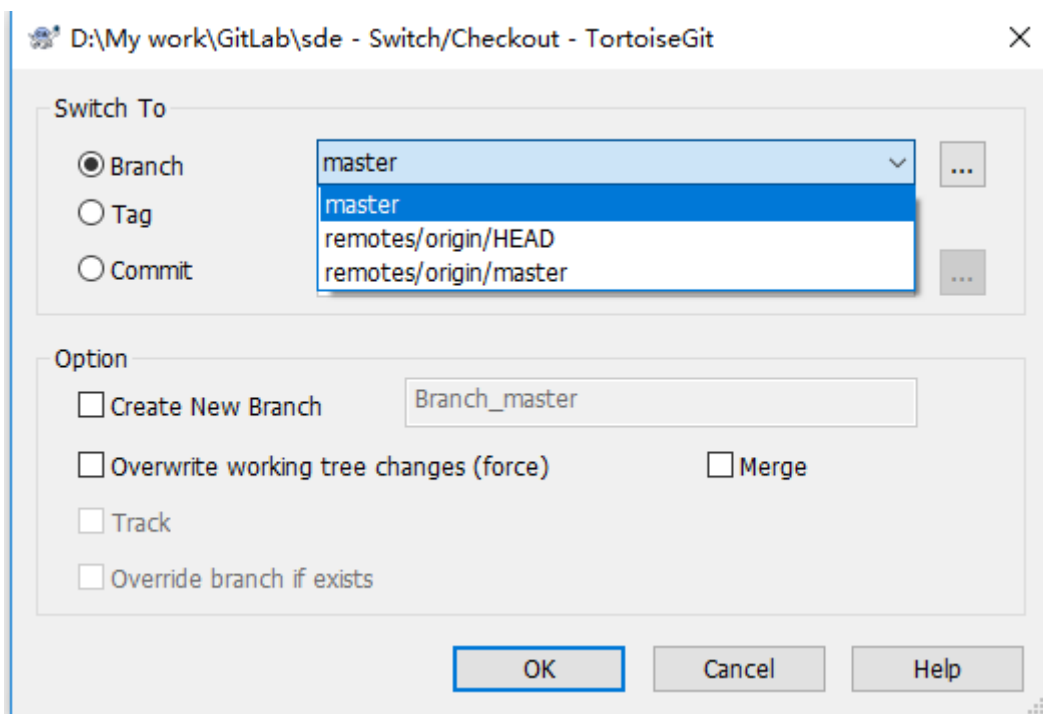 D:\My work\GitLab\sde - Switch/Checkout - TortoiseGit
Switch To
Branch
master
...
master
Tag
remotes/origin/HEAD
Commit
remotes/origin/master
...
Option
Create New Branch
Branch_master
Overwrite working tree changes (force)
Merge
Track
Override branch if exists
OK
Cancel
Help